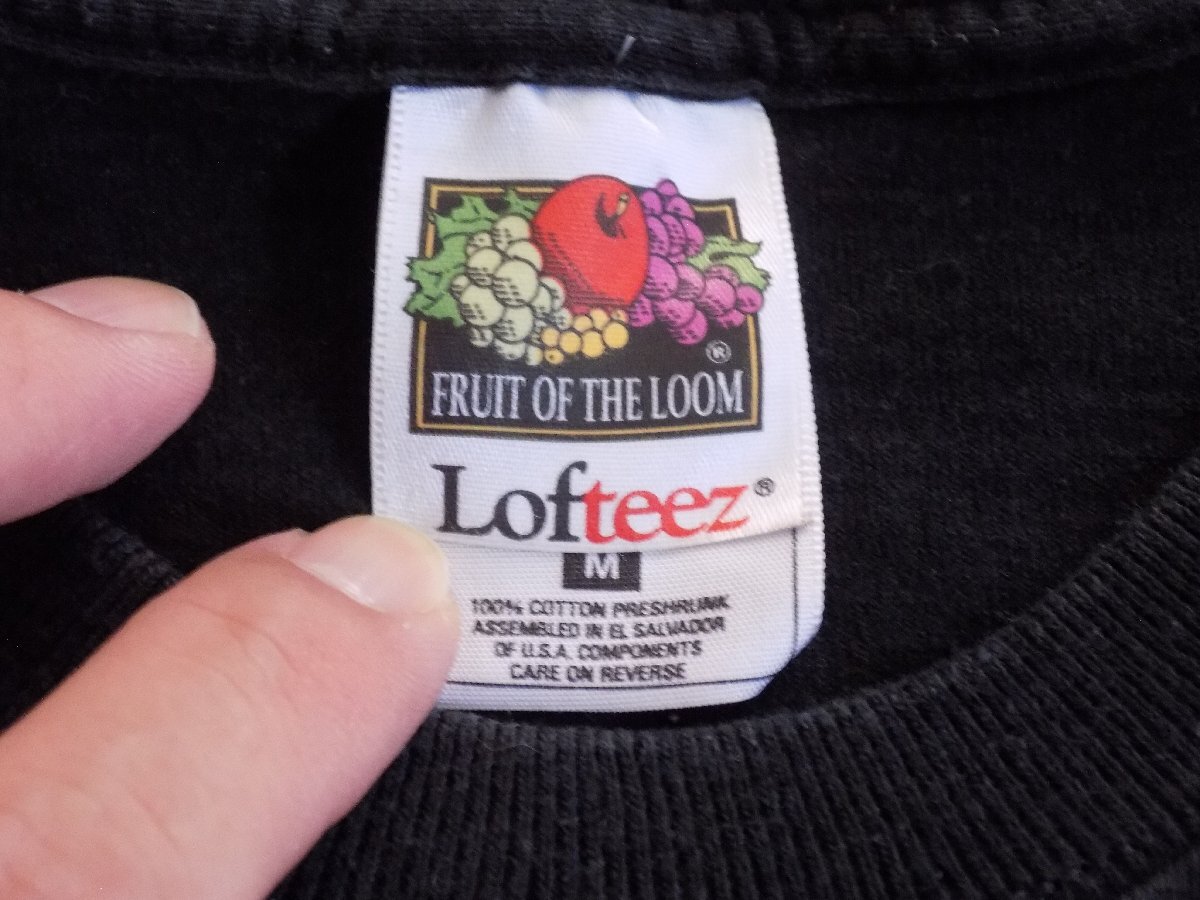 ®
FRUIT OF THE LOOM
Lofteez®
M
100% COTTON PRESHRUNK
ASSEMBLED IN EL SALVADOR
OF U.S.A. COMPONENTS
CARE ON REVERSE